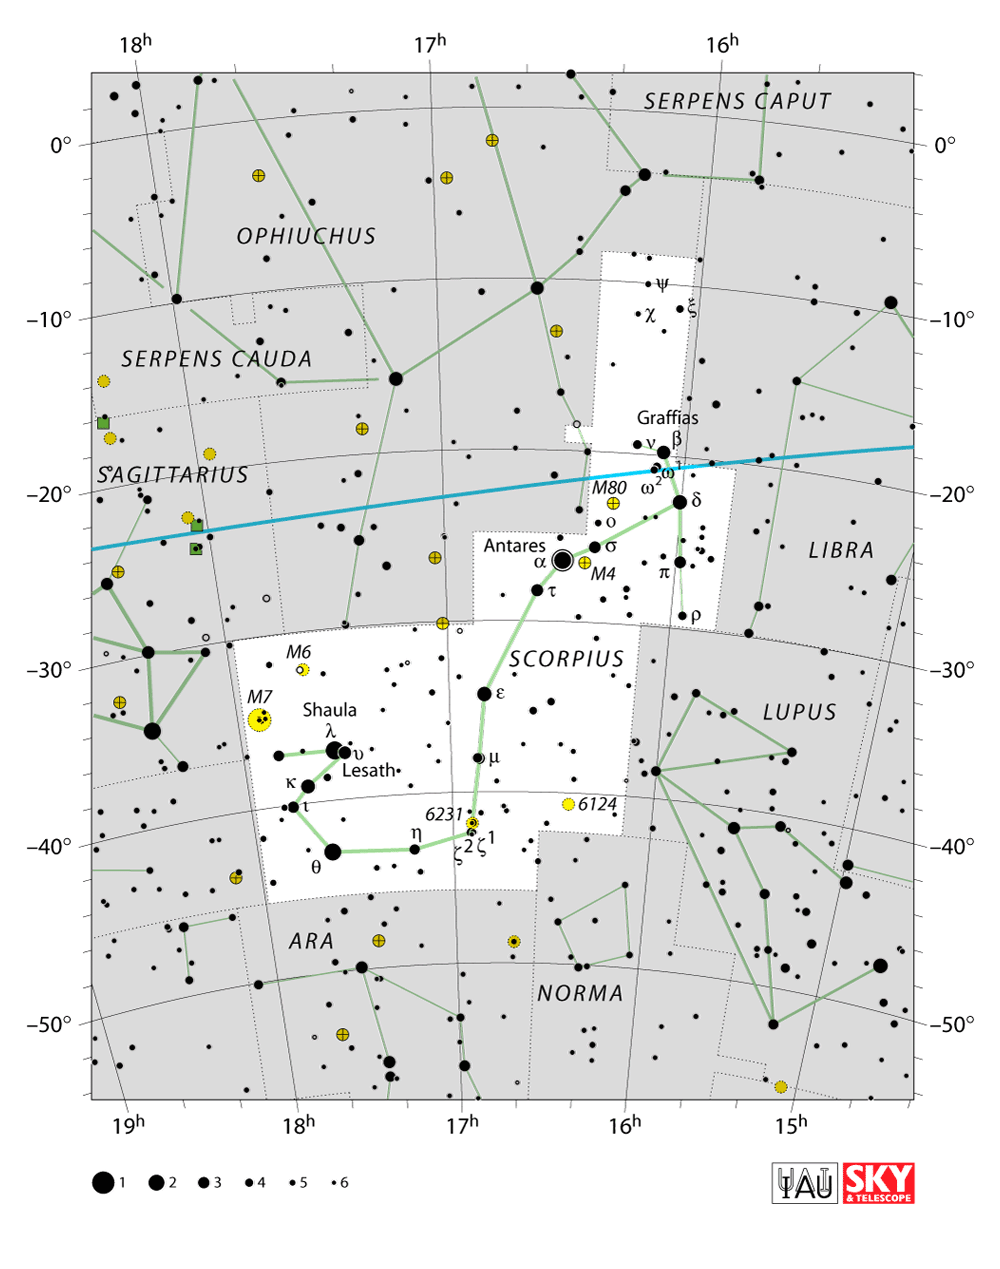 18h 17h 16h
SERPENS CAPUT
0° 0°
OPHIUCHUS
ψ
χ ξ
−10° −10°
SERPENS CAUDA
Graffias
ν β
SAGITTARIUS
ω1
ω2
M80
−20° −20°
δ
ο
Antares σ
α
LIBRA
M4 π
τ
ρ
M6
SCORPIUS
−30° −30°
M7
ε
Shaula
LUPUS
λ
υ μ
Lesath
κ
ι
6231 6124
η
ζ2 ζ1
−40° −40°
θ
ARA
NORMA
−50° −50°
19h 18h 17h 16h 15h
1 2 3 4 5 6
IAU
SKY
& TELESCOPE